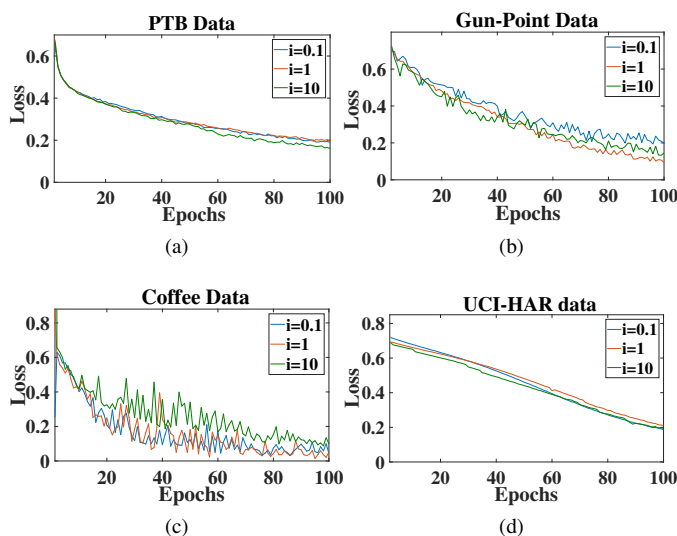 PTB Data
Loss
0.6
0.4
0.2
0
i=0.1
i=1
i=10
20 40 60 80 100
Epochs
(a)
Gun-Point Data
Loss
0.6
0.4
0.2
0
i=0.1
i=1
i=10
20 40 60 80 100
Epochs
(b)
Coffee Data
Loss
0.8
0.6
0.4
0.2
0
i=0.1
i=1
i=10
20 40 60 80 100
Epochs
(c)
UCI-HAR data
Loss
0.8
0.6
0.4
0.2
0
i=0.1
i=1
i=10
20 40 60 80 100
Epochs
(d)